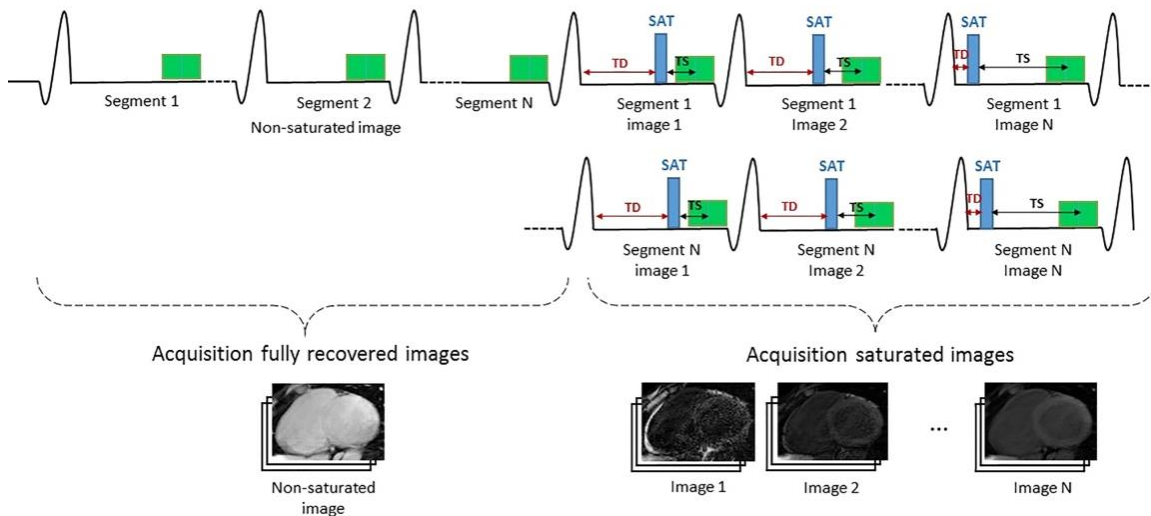 SAT SAT SAT
TD TS TD TS TD TS
Segment 1 Segment 2 Segment N Segment 1 Segment 1 Segment 1
Non-saturated image image 1 Image 2 Image N
SAT SAT SAT
TD TS TD TS TD TS
Segment N Segment N Segment N
image 1 Image 2 Image N
Acquisition fully recovered images Acquisition saturated images
...
Non-saturated Image 1 Image 2 Image N
image